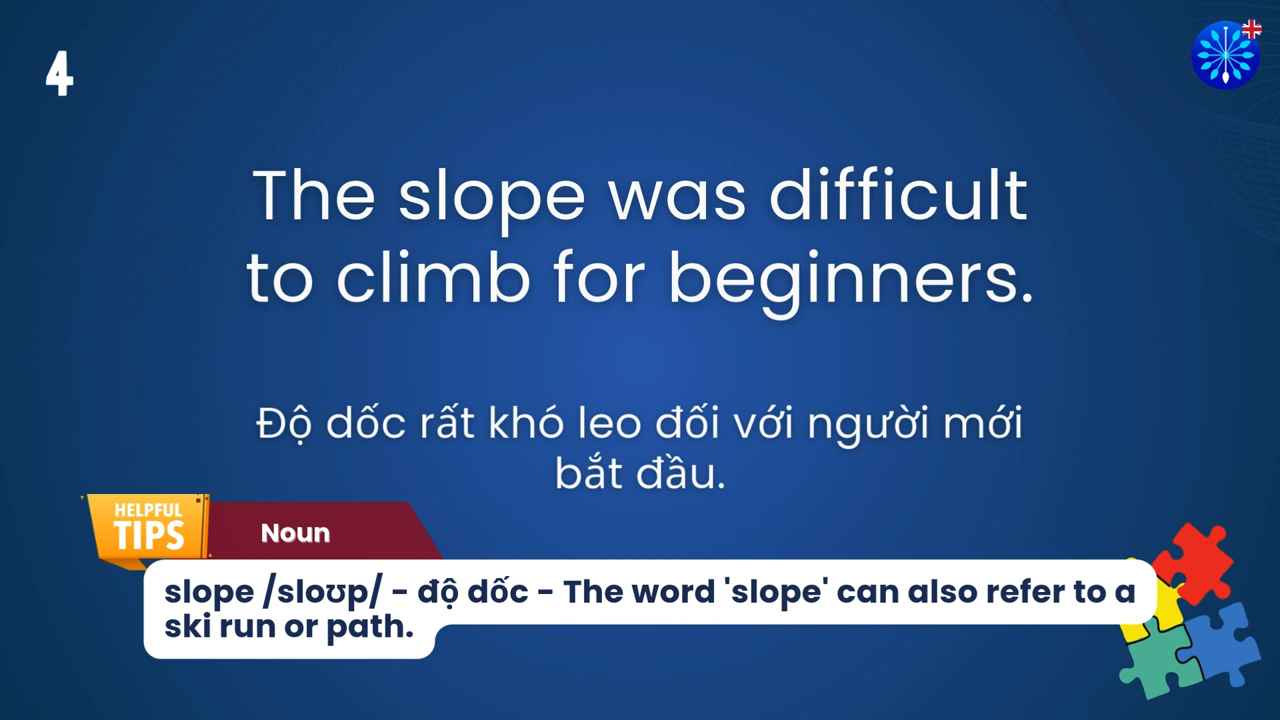 4
The slope was difficult
to climb for beginners.
Độ dốc rất khó leo đối với người mới
bắt đầu.
HELPFUL
TIPS
Noun
slope /sloʊp/ - độ dốc - The word 'slope' can also refer to a
ski run or path.